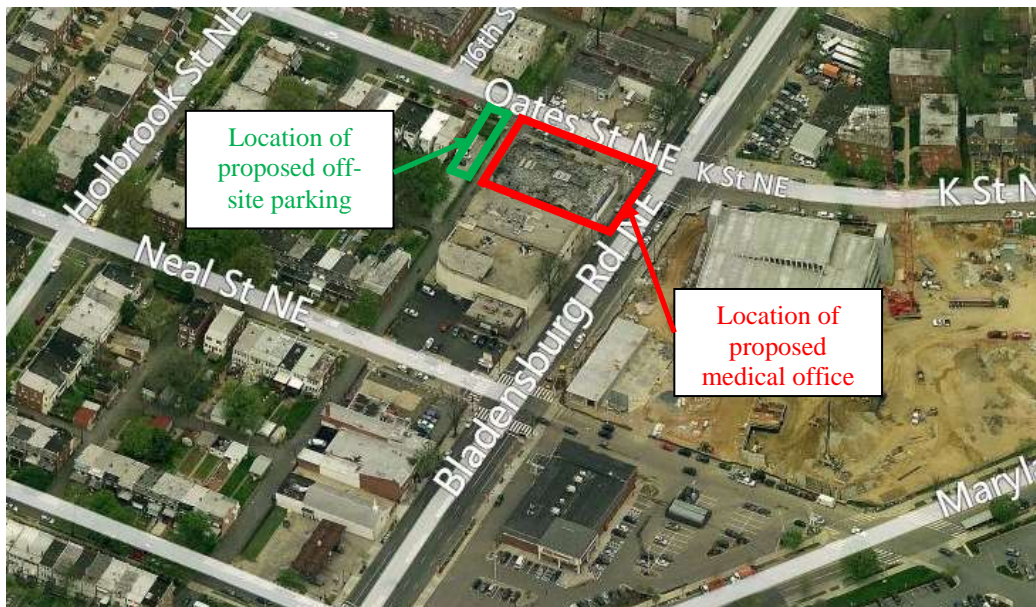 16th S
Holbrook St NE
Oates St NE
Location of
proposed off-
site parking
K St NE
K St N
Neal St NE
Bladensburg Rd NE
Location of
proposed
medical office
Maryl